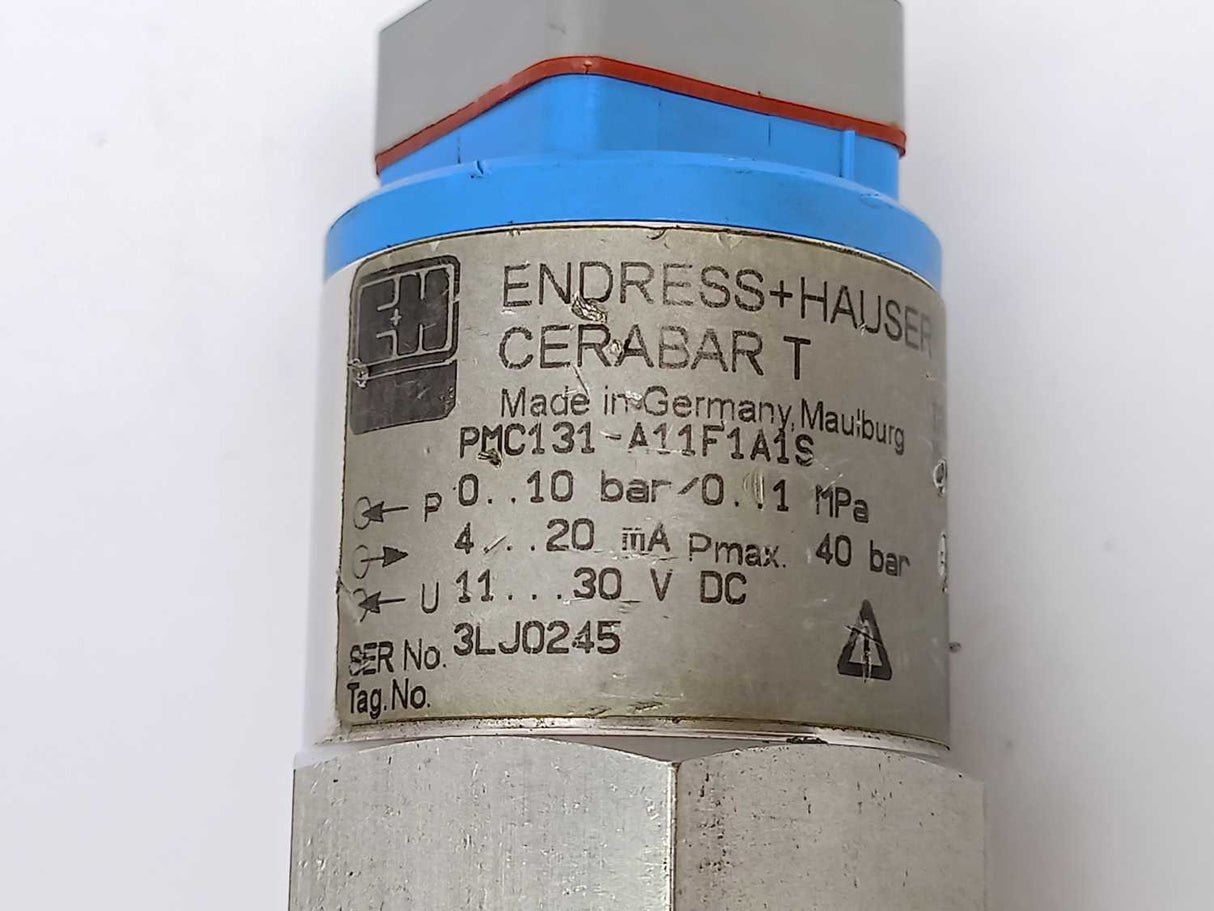 E+H
ENDRESS+HAUSER
CERABAR T
Made in Germany, Maulburg
PMC131-A11F1A1S
P 0..10 bar/0..1 MPa
4...20 mA Pmax. 40 bar
U 11...30 V DC
SER No. 3LJ0245
Tag.No.